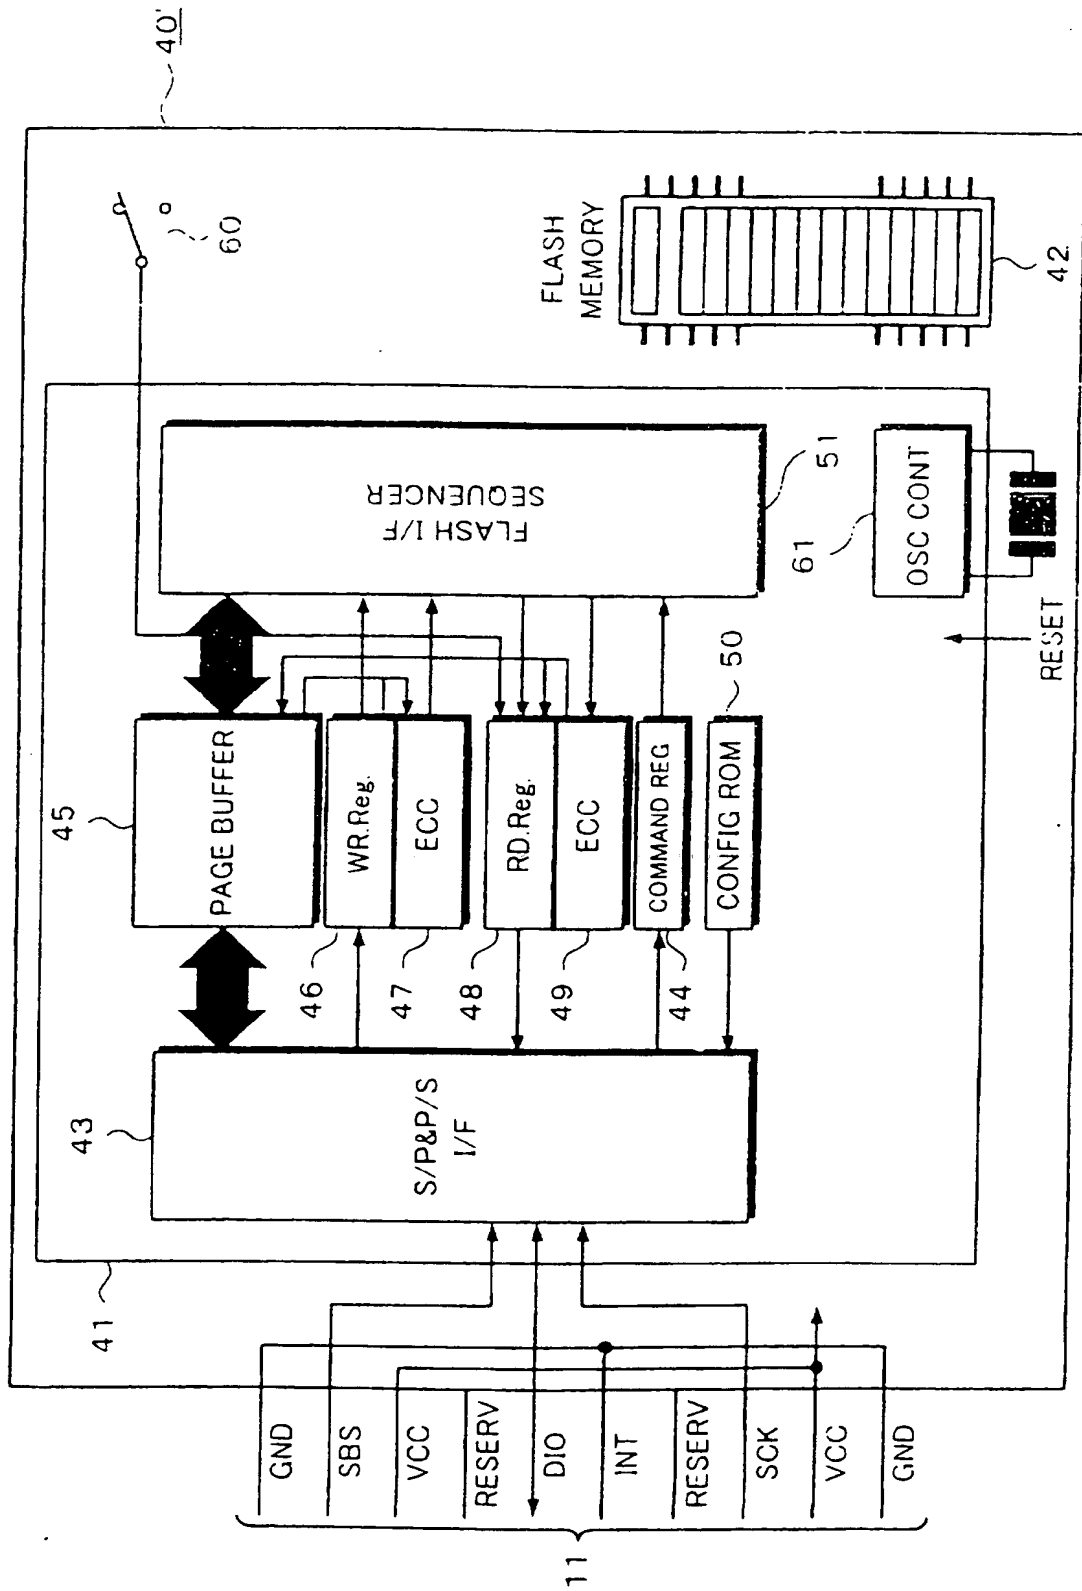 40'
60
FLASH
MEMORY
42
41
43
S/P&P/S
I/F
45
PAGE BUFFER
46
WR.Reg.
47
ECC
48
RD.Reg.
49
ECC
44
COMMAND REG
50
CONFIG ROM
FLASH I/F
SEQUENCER
51
61
OSC CONT
RESET
11
GND
SBS
VCC
RESERV
DIO
INT
RESERV
SCK
VCC
GND